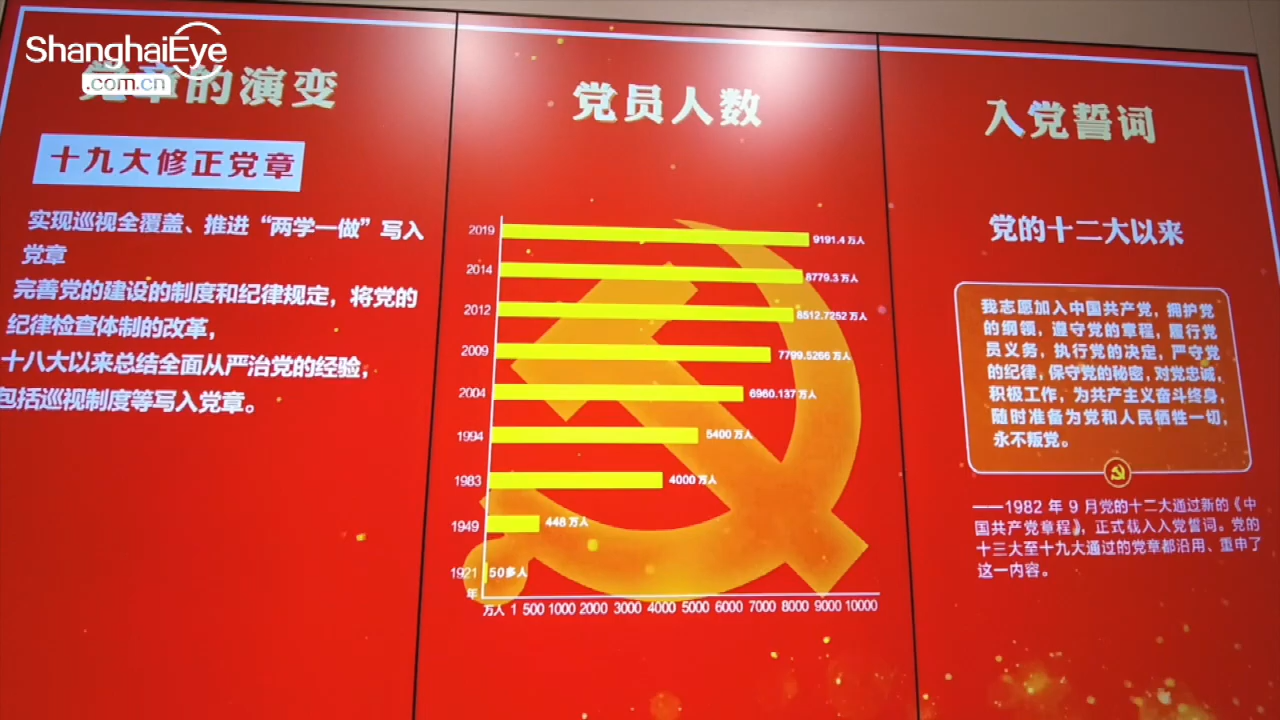 ShanghaiEye
.com.cn
党章的演变
十九大修正党章
实现巡视全覆盖、推进“两学一做”写入
党章
完善党的建设的制度和纪律规定，将党的
纪律检查体制的改革，
十八大以来总结全面从严治党的经验，
包括巡视制度等写入党章。
党员人数
2019 9191.4 万人
2014 8779.3 万人
2012 8512.7252 万人
2009 7799.5266 万人
2004 6960.137 万人
1994 5400 万人
1983 4000 万人
1949 448 万人
1921 50多人
年
万人 1 500 1000 2000 3000 4000 5000 6000 7000 8000 9000 10000
入党誓词
党的十二大以来
我志愿加入中国共产党，拥护党
的纲领，遵守党的章程，履行党
员义务，执行党的决定，严守党
的纪律，保守党的秘密，对党忠诚，
积极工作，为共产主义奋斗终身，
随时准备为党和人民牺牲一切，
永不叛党。
——1982 年 9 月党的十二大通过新的《中
国共产党章程》，正式载入入党誓词。党的
十三大至十九大通过的党章都沿用、重申了
这一内容。